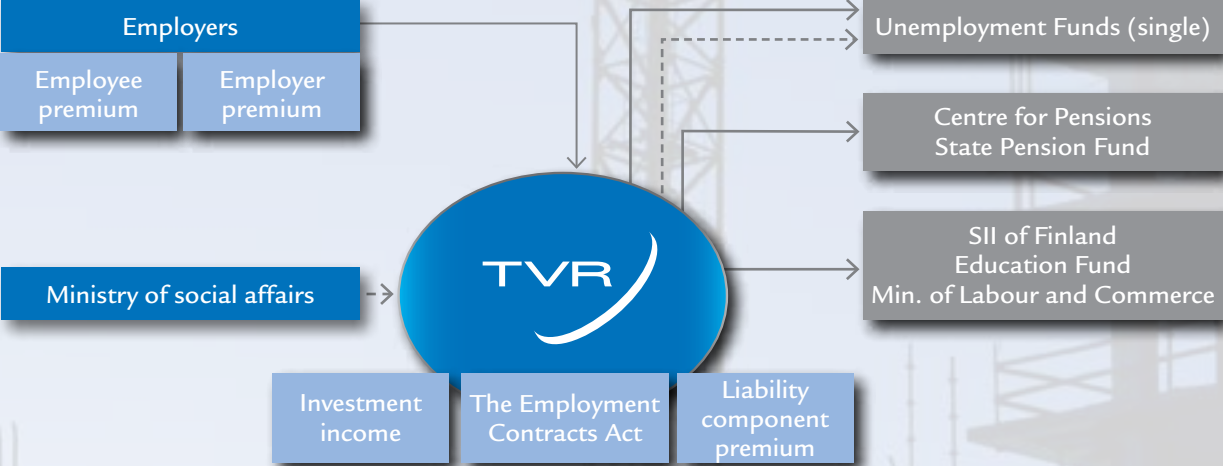 Employers
Employee
premium
Employer
premium
Ministry of social affairs
TVR
Investment
income
The Employment
Contracts Act
Liability
component
premium
Unemployment Funds (single)
Centre for Pensions
State Pension Fund
SII of Finland
Education Fund
Min. of Labour and Commerce